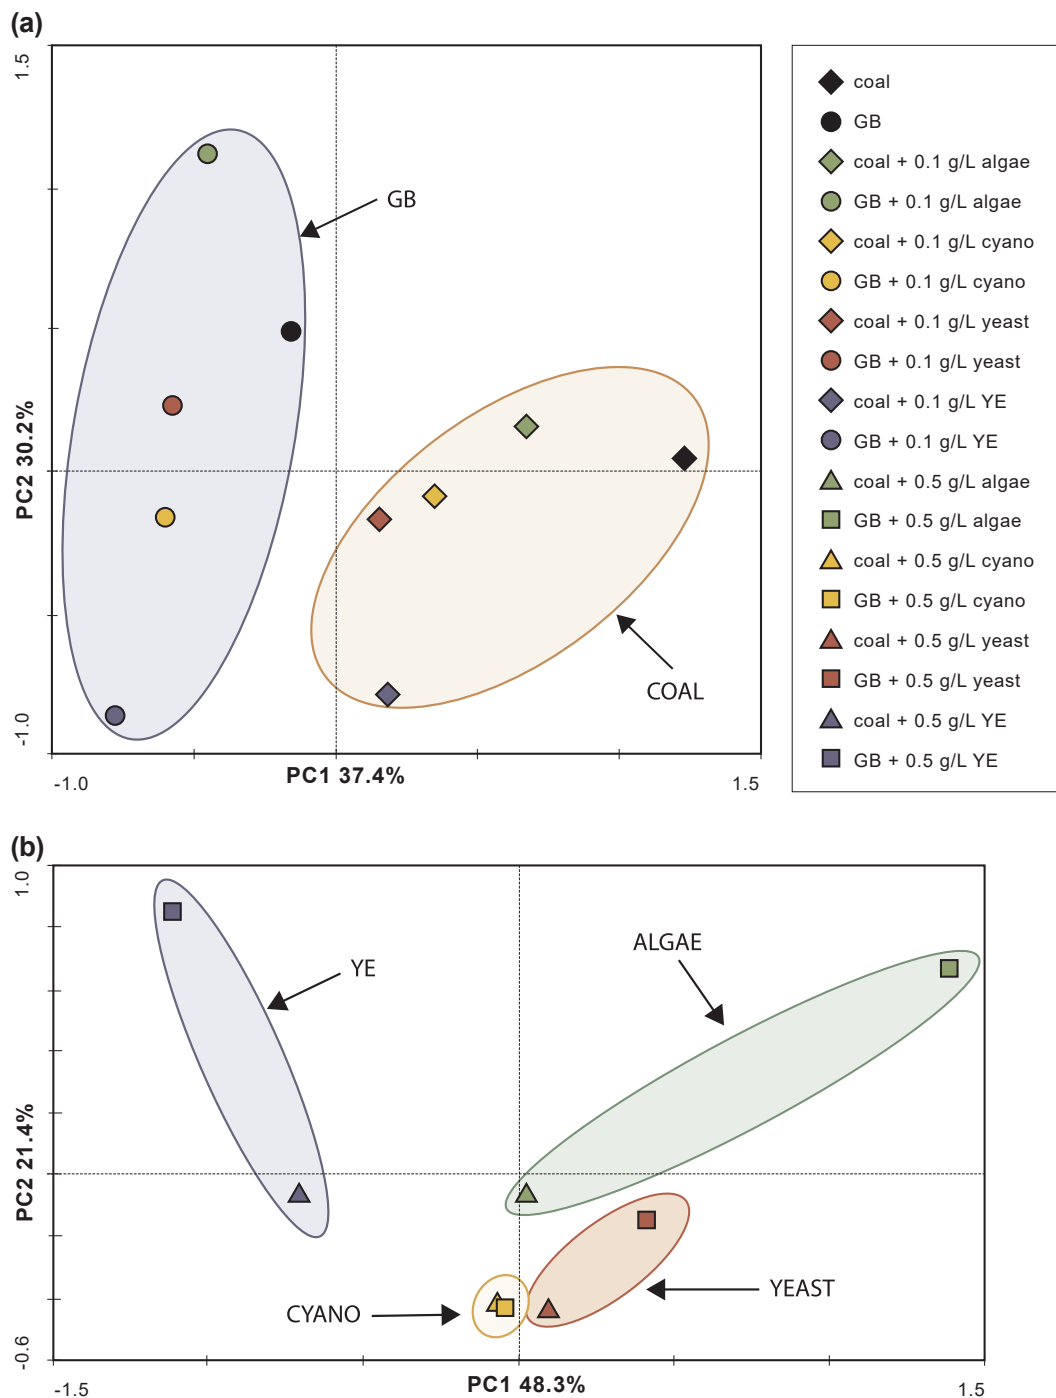 (a)
1.5
PC2 30.2%
-1.0
GB
COAL
-1.0
PC1 37.4%
1.5
coal
GB
coal + 0.1 g/L algae
GB + 0.1 g/L algae
coal + 0.1 g/L cyano
GB + 0.1 g/L cyano
coal + 0.1 g/L yeast
GB + 0.1 g/L yeast
coal + 0.1 g/L YE
GB + 0.1 g/L YE
coal + 0.5 g/L algae
GB + 0.5 g/L algae
coal + 0.5 g/L cyano
GB + 0.5 g/L cyano
coal + 0.5 g/L yeast
GB + 0.5 g/L yeast
coal + 0.5 g/L YE
GB + 0.5 g/L YE
(b)
1.0
PC2 21.4%
-0.6
ALGAE
YE
YEAST
CYANO
-1.5
PC1 48.3%
1.5